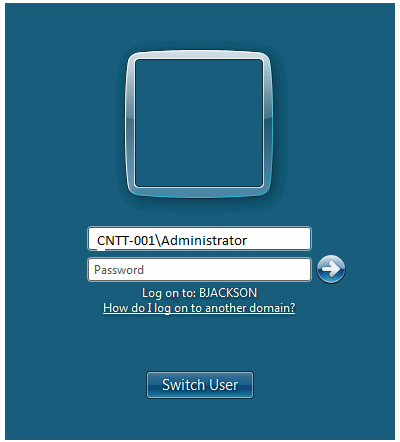 CNTT-001\Administrator
Password
Log on to: BJACKSON
How do I log on to another domain?
Switch User